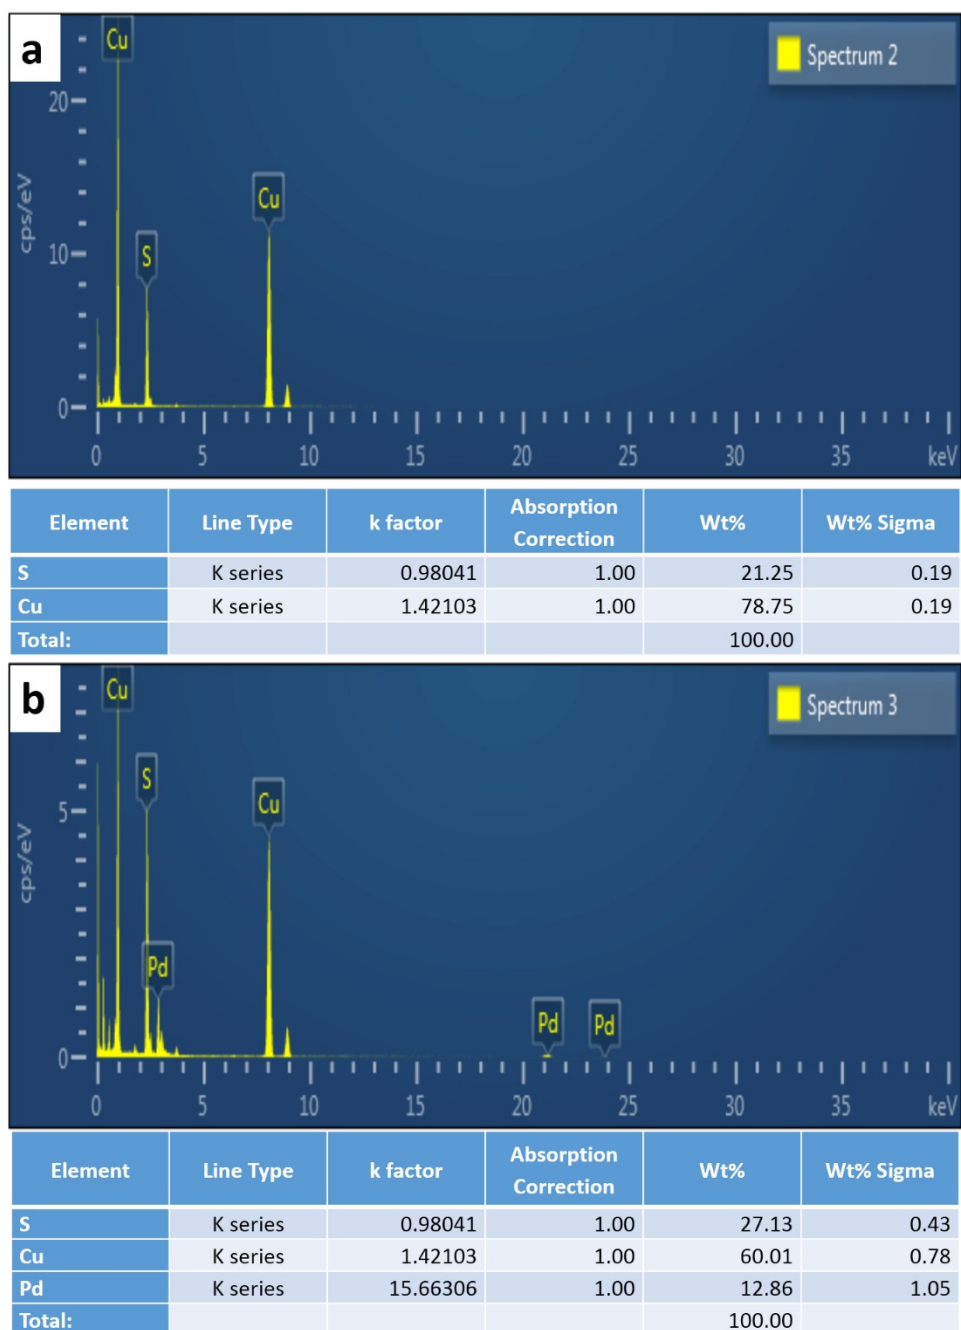 a
Cu
Spectrum 2
20
cps/eV
Cu
S
10
0
0 5 10 15 20 25 30 35 keV
Element Line Type k factor Absorption Correction Wt% Wt% Sigma
S K series 0.98041 1.00 21.25 0.19
Cu K series 1.42103 1.00 78.75 0.19
Total: 100.00
b
Cu
Spectrum 3
S
5
Cu
cps/eV
Pd
Pd Pd
0
0 5 10 15 20 25 30 35 keV
Element Line Type k factor Absorption Correction Wt% Wt% Sigma
S K series 0.98041 1.00 27.13 0.43
Cu K series 1.42103 1.00 60.01 0.78
Pd K series 15.66306 1.00 12.86 1.05
Total: 100.00